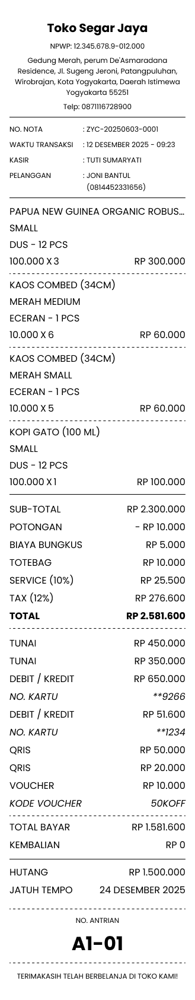 Toko Segar Jaya
NPWP: 12.345.678.9-012.000
Gedung Merah, perum De'Asmaradana
Residence, Jl. Sugeng Jeroni, Patangpuluhan,
Wirobrajan, Kota Yogyakarta, Daerah Istimewa
Yogyakarta 55251
Telp: 0871116728900
NO. NOTA : ZYC-20250603-0001
WAKTU TRANSAKSI : 12 DESEMBER 2025 - 09:23
KASIR : TUTI SUMARYATI
PELANGGAN : JONI BANTUL
(0814452331656)
PAPUA NEW GUINEA ORGANIC ROBUS...
SMALL
DUS - 12 PCS
100.000 X 3 RP 300.000
KAOS COMBED (34CM)
MERAH MEDIUM
ECERAN - 1 PCS
10.000 X 6 RP 60.000
KAOS COMBED (34CM)
MERAH SMALL
ECERAN - 1 PCS
10.000 X 5 RP 60.000
KOPI GATO (100 ML)
SMALL
DUS - 12 PCS
100.000 X 1 RP 100.000
SUB-TOTAL RP 2.300.000
POTONGAN - RP 10.000
BIAYA BUNGKUS RP 5.000
TOTEBAG RP 10.000
SERVICE (10%) RP 25.500
TAX (12%) RP 276.600
TOTAL RP 2.581.600
TUNAI RP 450.000
TUNAI RP 350.000
DEBIT / KREDIT RP 650.000
NO. KARTU **9266
DEBIT / KREDIT RP 51.600
NO. KARTU **1234
QRIS RP 50.000
QRIS RP 20.000
VOUCHER RP 10.000
KODE VOUCHER 50KOFF
TOTAL BAYAR RP 1.581.600
KEMBALIAN RP 0
HUTANG RP 1.500.000
JATUH TEMPO 24 DESEMBER 2025
NO. ANTRIAN
A1-01
TERIMAKASIH TELAH BERBELANJA DI TOKO KAMI!